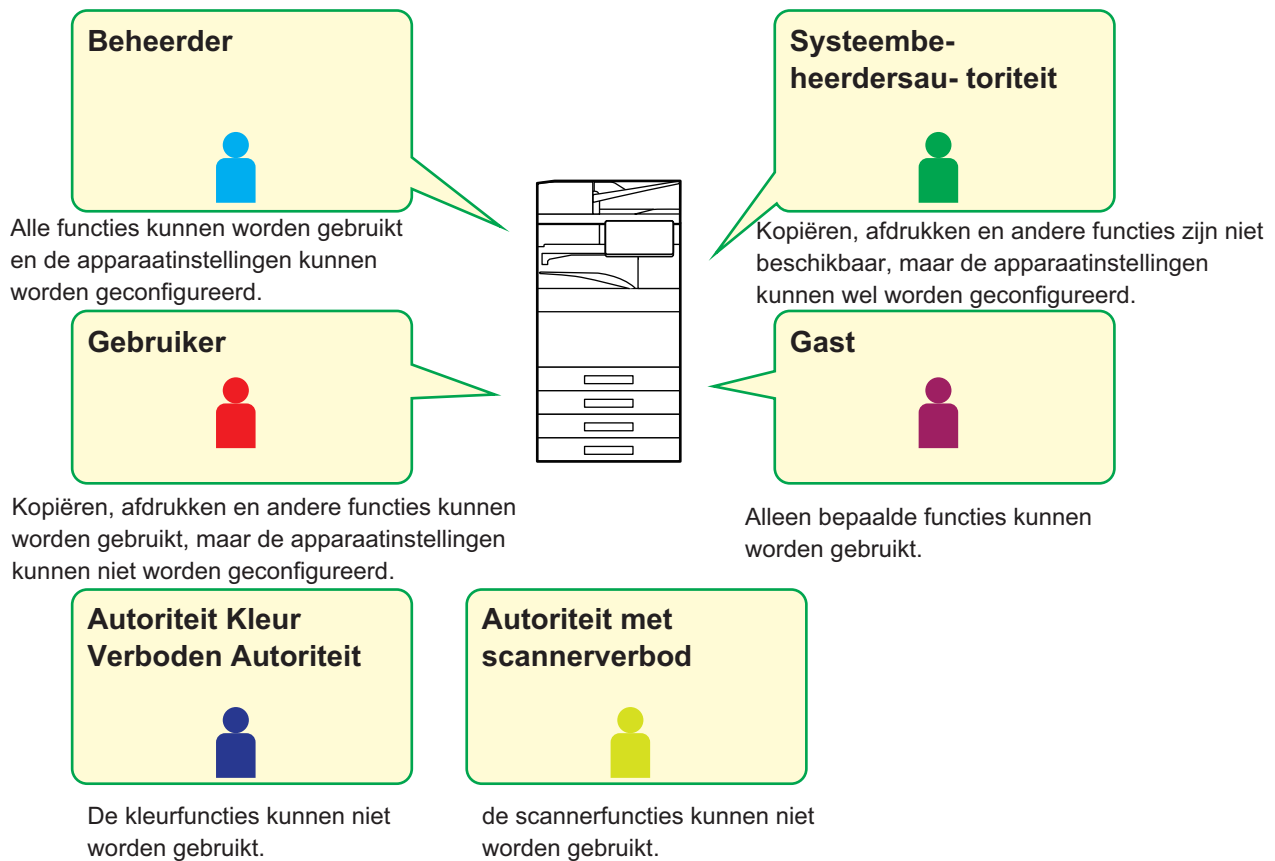 Beheerder
Alle functies kunnen worden gebruikt
en de apparaatinstellingen kunnen
worden geconfigureerd.
Systeembe-
heerdersau- toriteit
Kopiëren, afdrukken en andere functies zijn niet
beschikbaar, maar de apparaatinstellingen
kunnen wel worden geconfigureerd.
Gebruiker
Kopiëren, afdrukken en andere functies kunnen
worden gebruikt, maar de apparaatinstellingen
kunnen niet worden geconfigureerd.
Gast
Alleen bepaalde functies kunnen
worden gebruikt.
Autoriteit Kleur
Verboden Autoriteit
De kleurfuncties kunnen niet
worden gebruikt.
Autoriteit met
scannerverbod
de scannerfuncties kunnen niet
worden gebruikt.